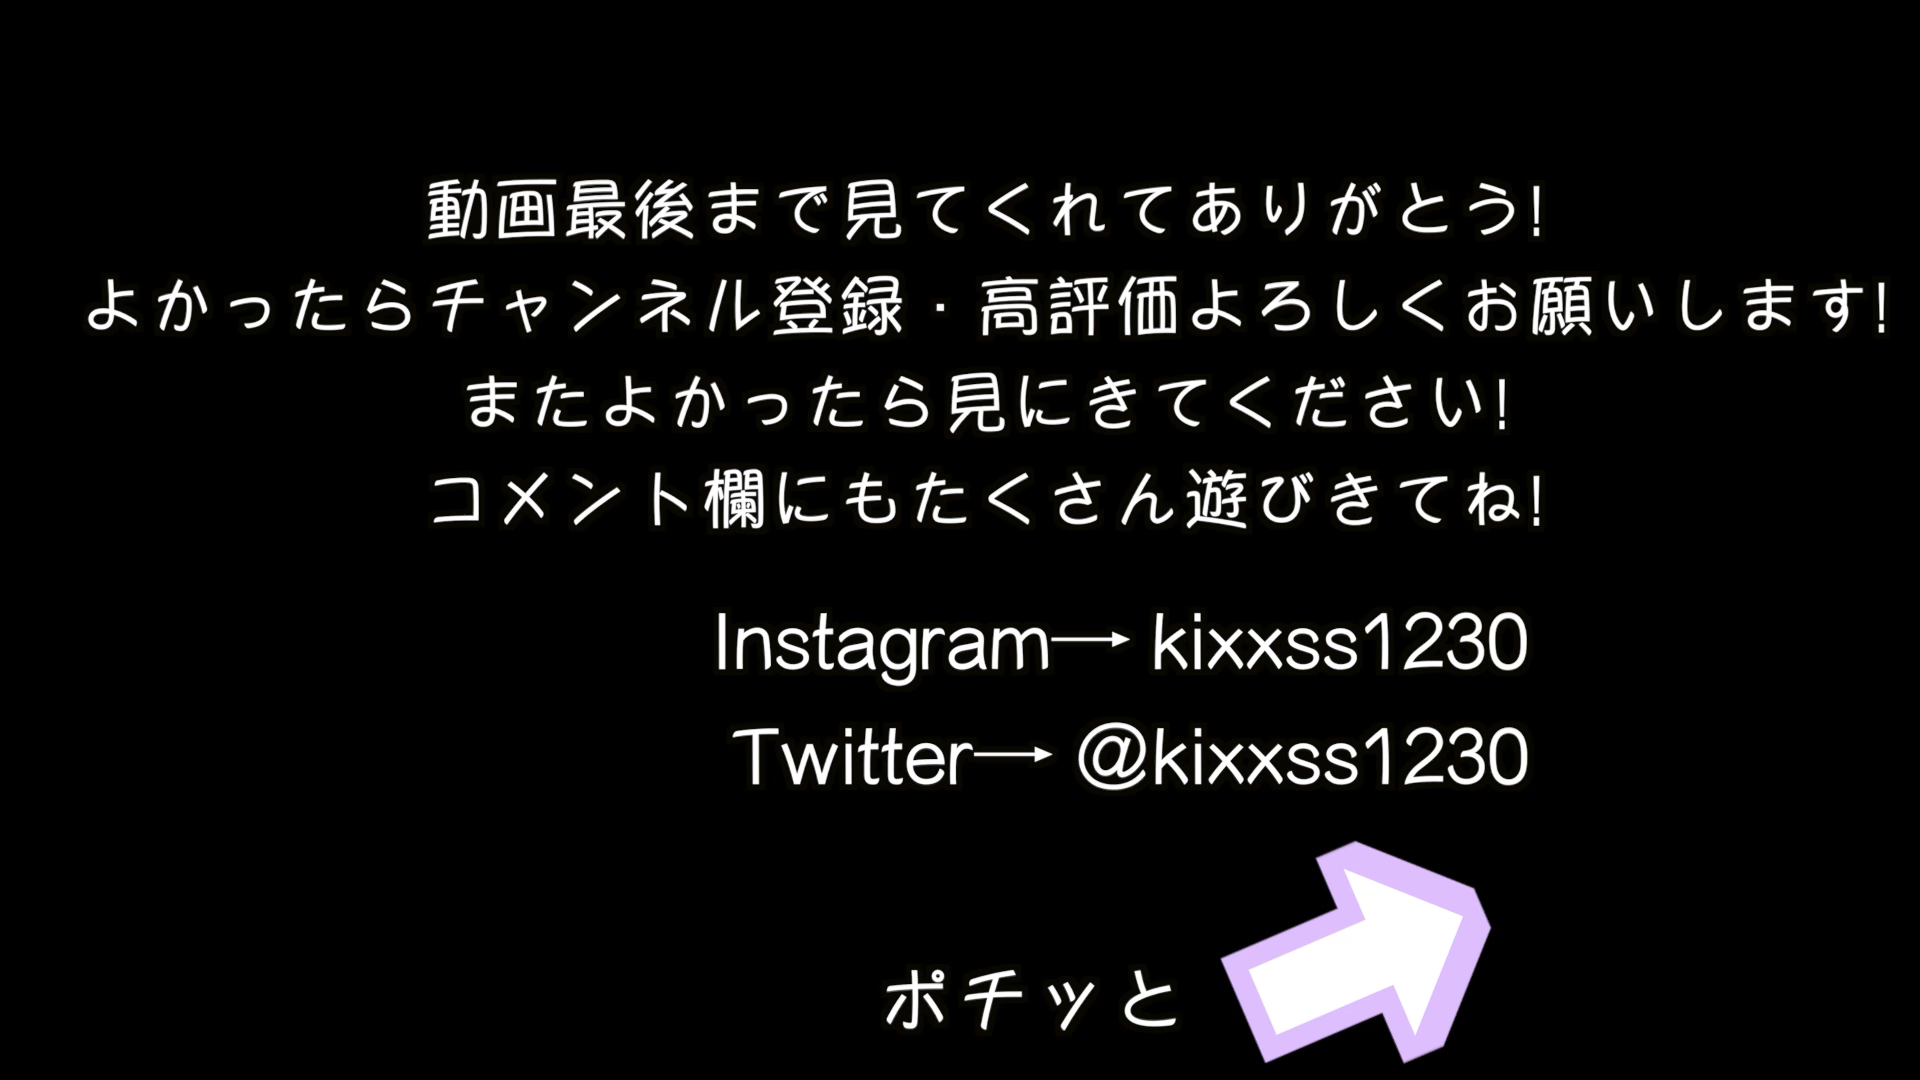 動画最後まで見てくれてありがとう!
よかったらチャンネル登録・高評価よろしくお願いします!
またよかったら見にきてください!
コメント欄にもたくさん遊びきてね!
Instagram→ kixxss1230
Twitter→ @kixxss1230
ポチッと